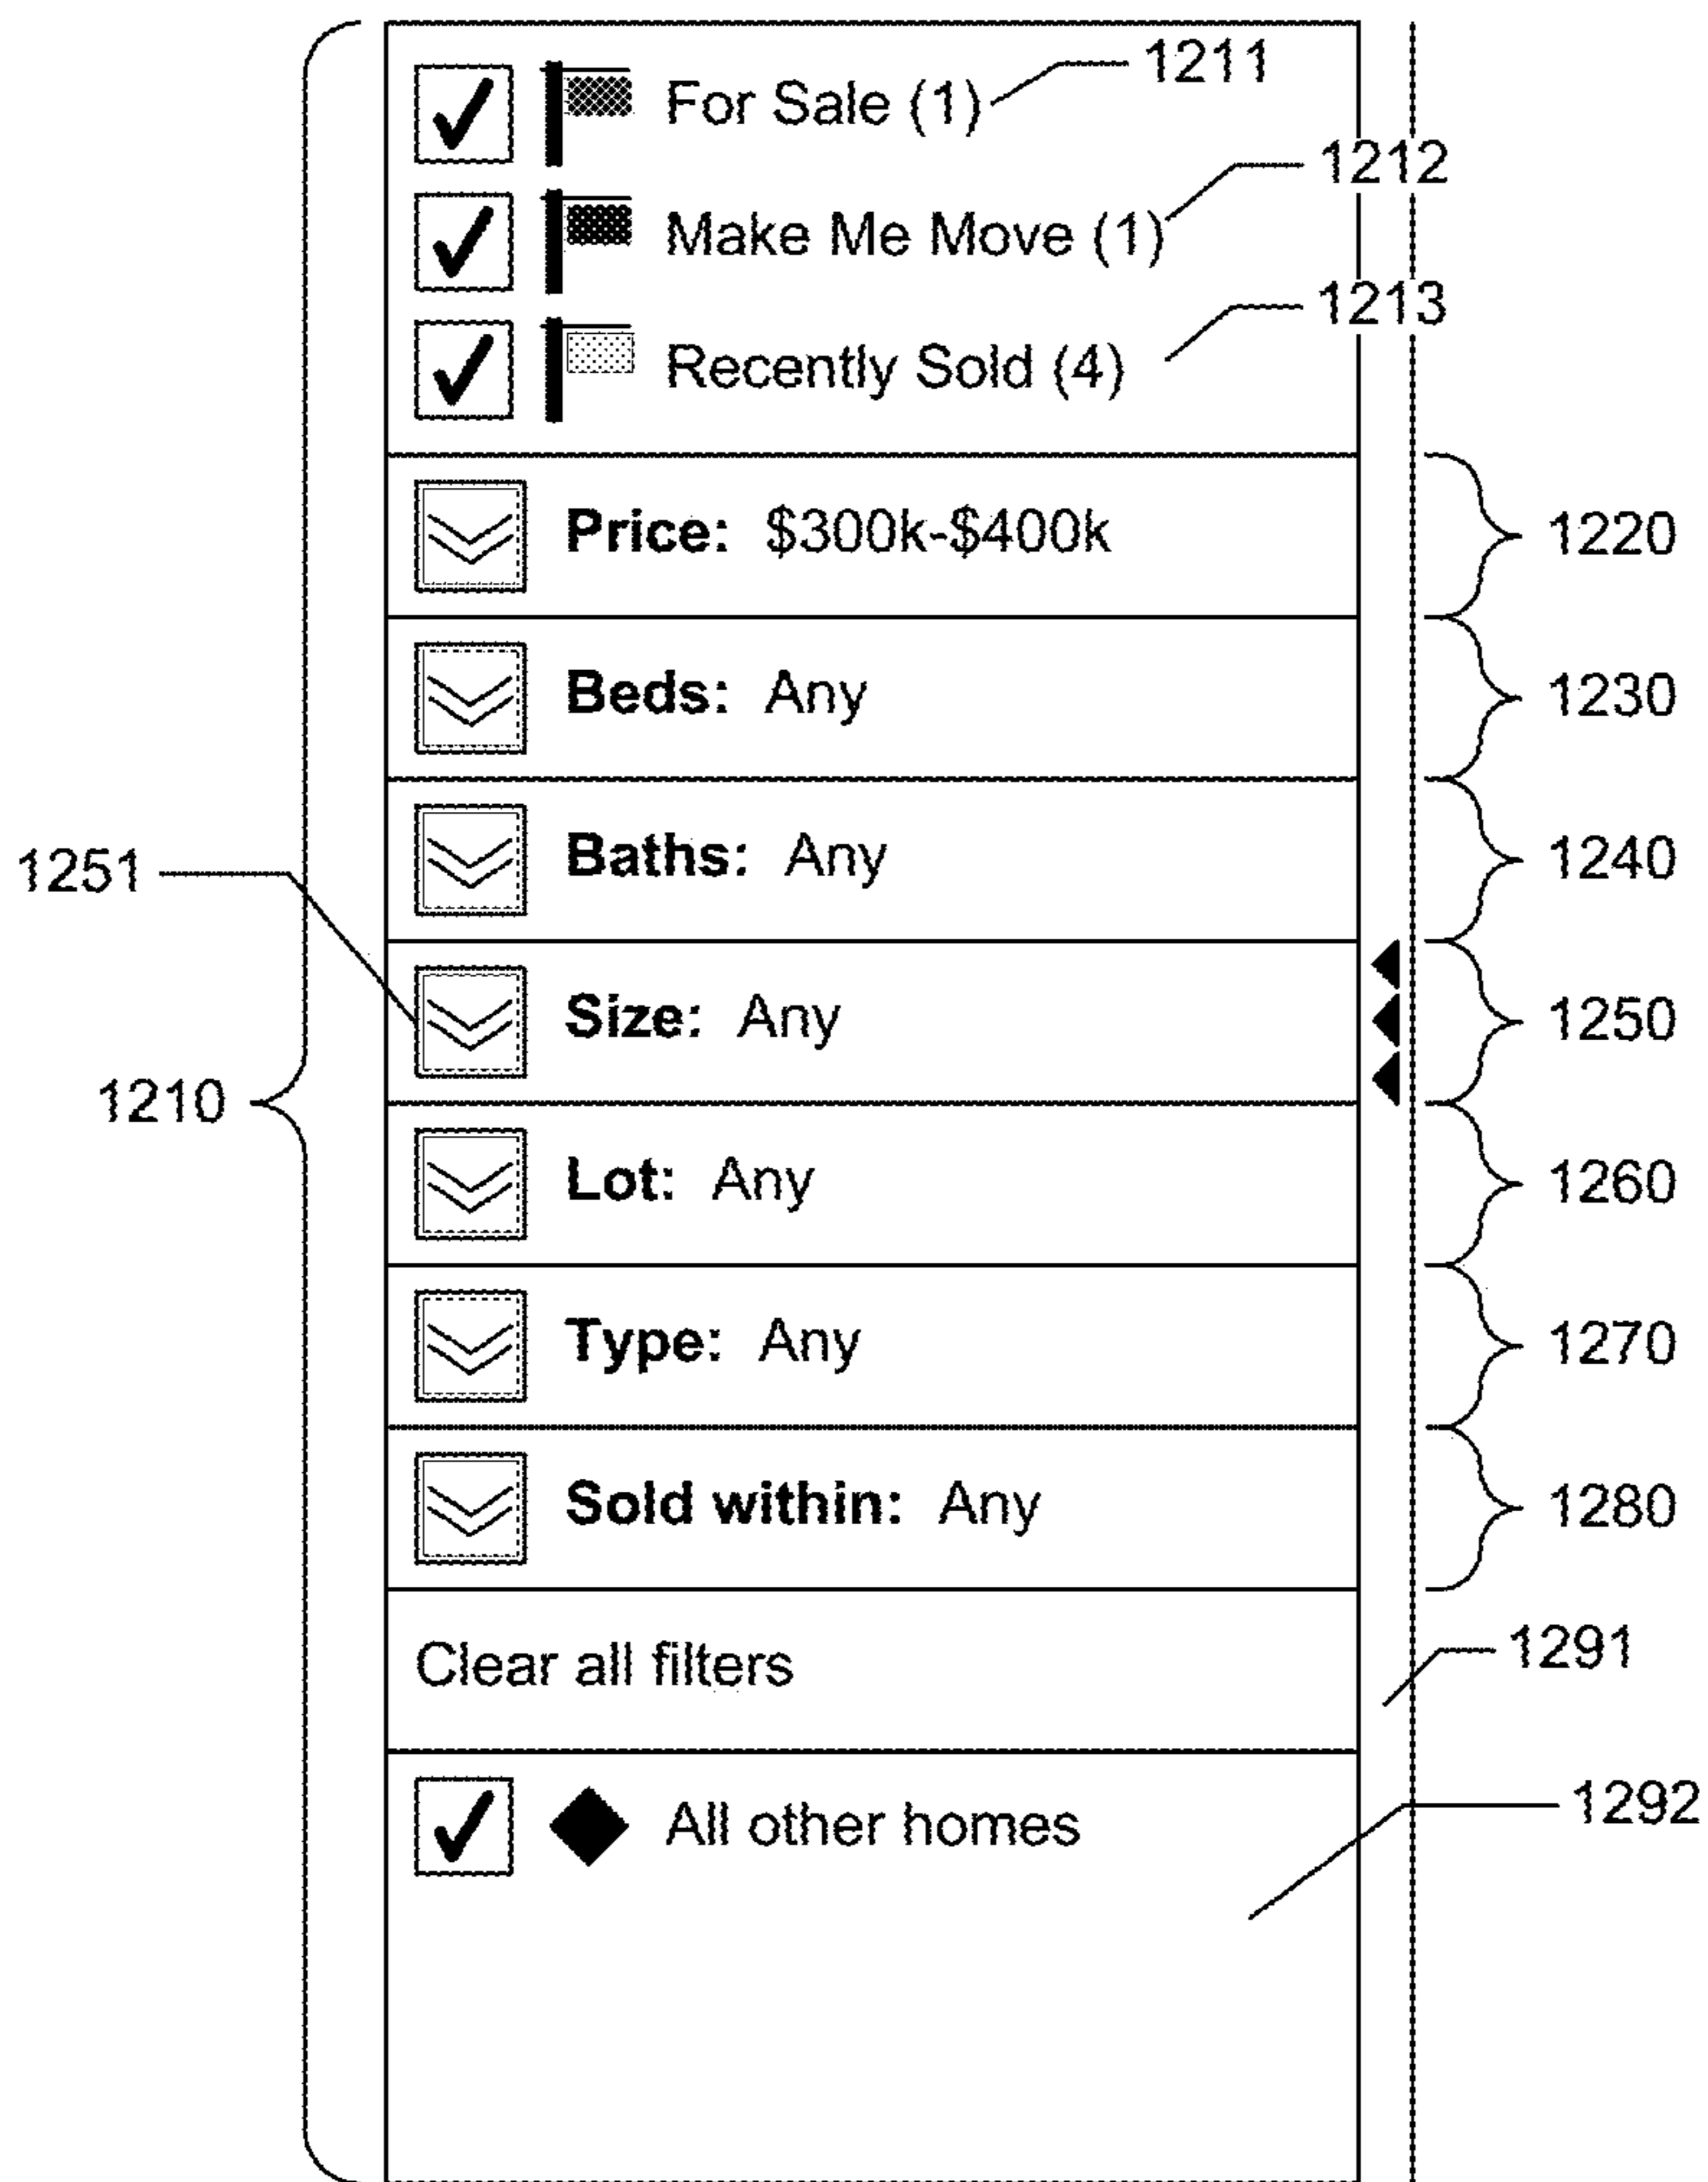 For Sale (1) 1211
Make Me Move (1) 1212
Recently Sold (4) 1213
Price: $300k-$400k 1220
Beds: Any 1230
1251 Baths: Any 1240
Size: Any 1250
1210
Lot: Any 1260
Type: Any 1270
Sold within: Any 1280
Clear all filters 1291
All other homes 1292